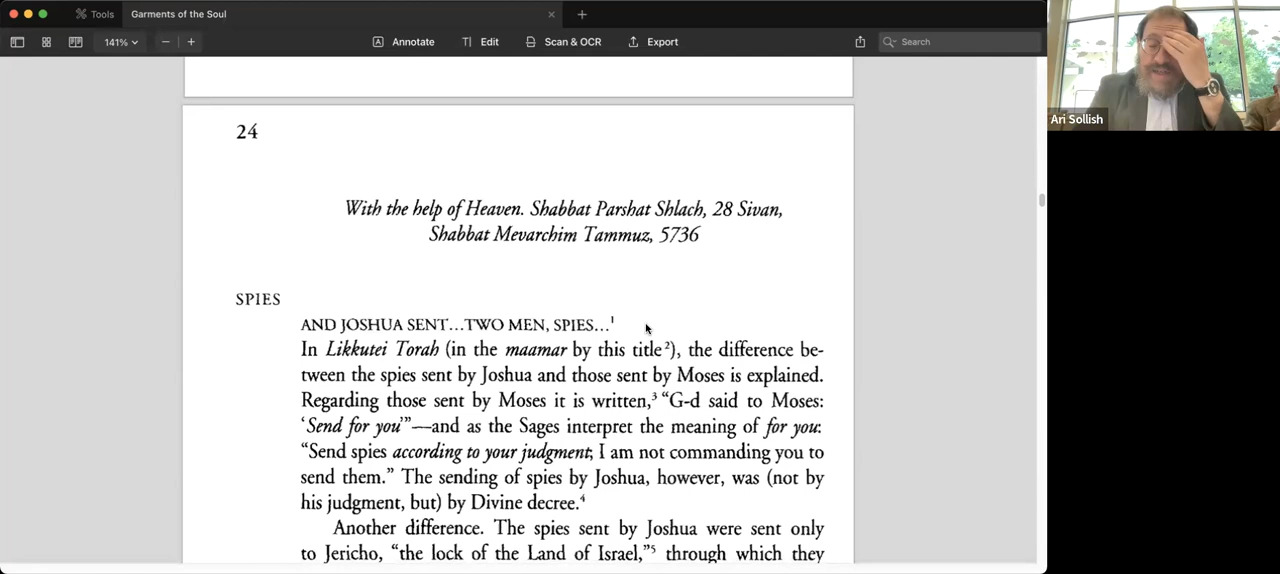 Tools
Garments of the Soul
141%
Annotate
Edit
Scan & OCR
Export
Search
Ari Sollish
24
With the help of Heaven. Shabbat Parshat Shlach, 28 Sivan,
Shabbat Mevarchim Tammuz, 5736
SPIES
AND JOSHUA SENT...TWO MEN, SPIES...¹
In Likkutei Torah (in the maamar by this title²), the difference be-
tween the spies sent by Joshua and those sent by Moses is explained.
Regarding those sent by Moses it is written,³ “G-d said to Moses:
‘Send for you’”—and as the Sages interpret the meaning of for you:
“Send spies according to your judgment; I am not commanding you to
send them.” The sending of spies by Joshua, however, was (not by
his judgment, but) by Divine decree.⁴
Another difference. The spies sent by Joshua were sent only
to Jericho, “the lock of the Land of Israel,”⁵ through which they